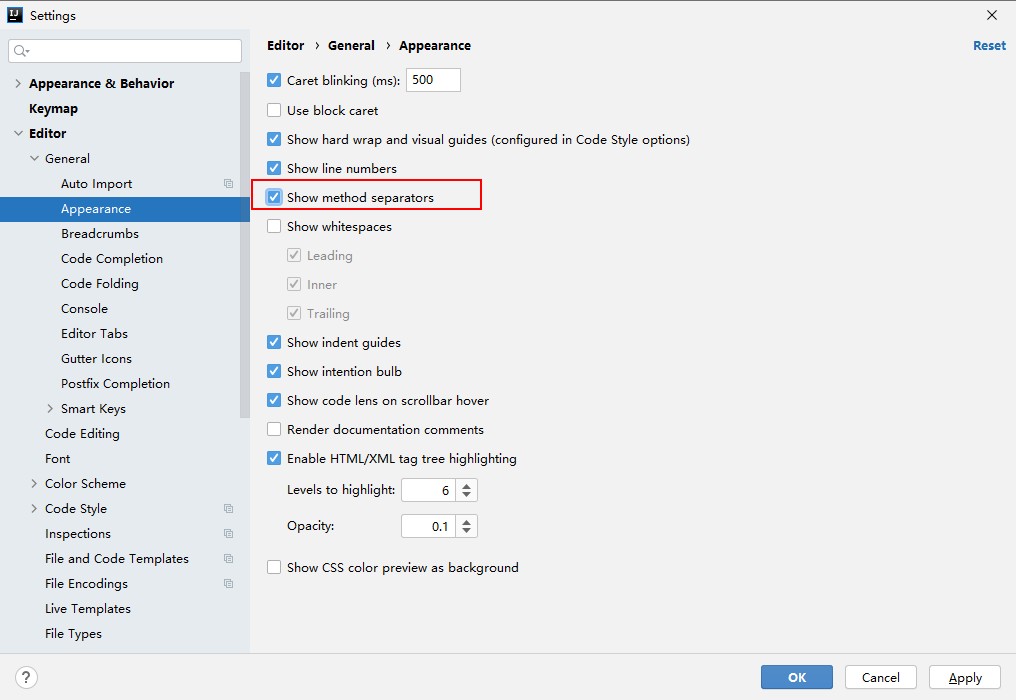 IJ Settings
Editor › General › Appearance Reset
Appearance & Behavior
Keymap
Editor
General
Auto Import
Appearance
Breadcrumbs
Code Completion
Code Folding
Console
Editor Tabs
Gutter Icons
Postfix Completion
Smart Keys
Code Editing
Font
Color Scheme
Code Style
Inspections
File and Code Templates
File Encodings
Live Templates
File Types
Caret blinking (ms): 500
Use block caret
Show hard wrap and visual guides (configured in Code Style options)
Show line numbers
Show method separators
Show whitespaces
Leading
Inner
Trailing
Show indent guides
Show intention bulb
Show code lens on scrollbar hover
Render documentation comments
Enable HTML/XML tag tree highlighting
Levels to highlight: 6
Opacity: 0.1
Show CSS color preview as background
? OK Cancel Apply